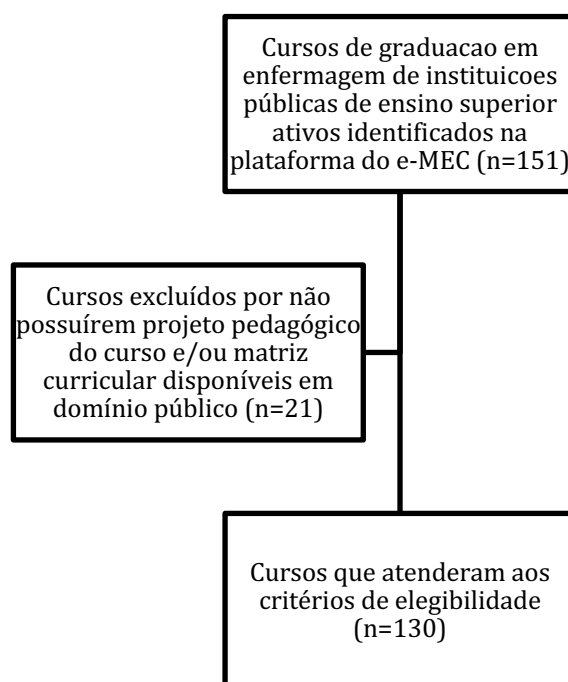 Cursos de graduacao em
enfermagem de instituicoes
públicas de ensino superior
ativos identificados na
plataforma do e-MEC (n=151)
Cursos excluídos por não
possuírem projeto pedagógico
do curso e/ou matriz
curricular disponíveis em
domínio público (n=21)
Cursos que atenderam aos
critérios de elegibilidade
(n=130)